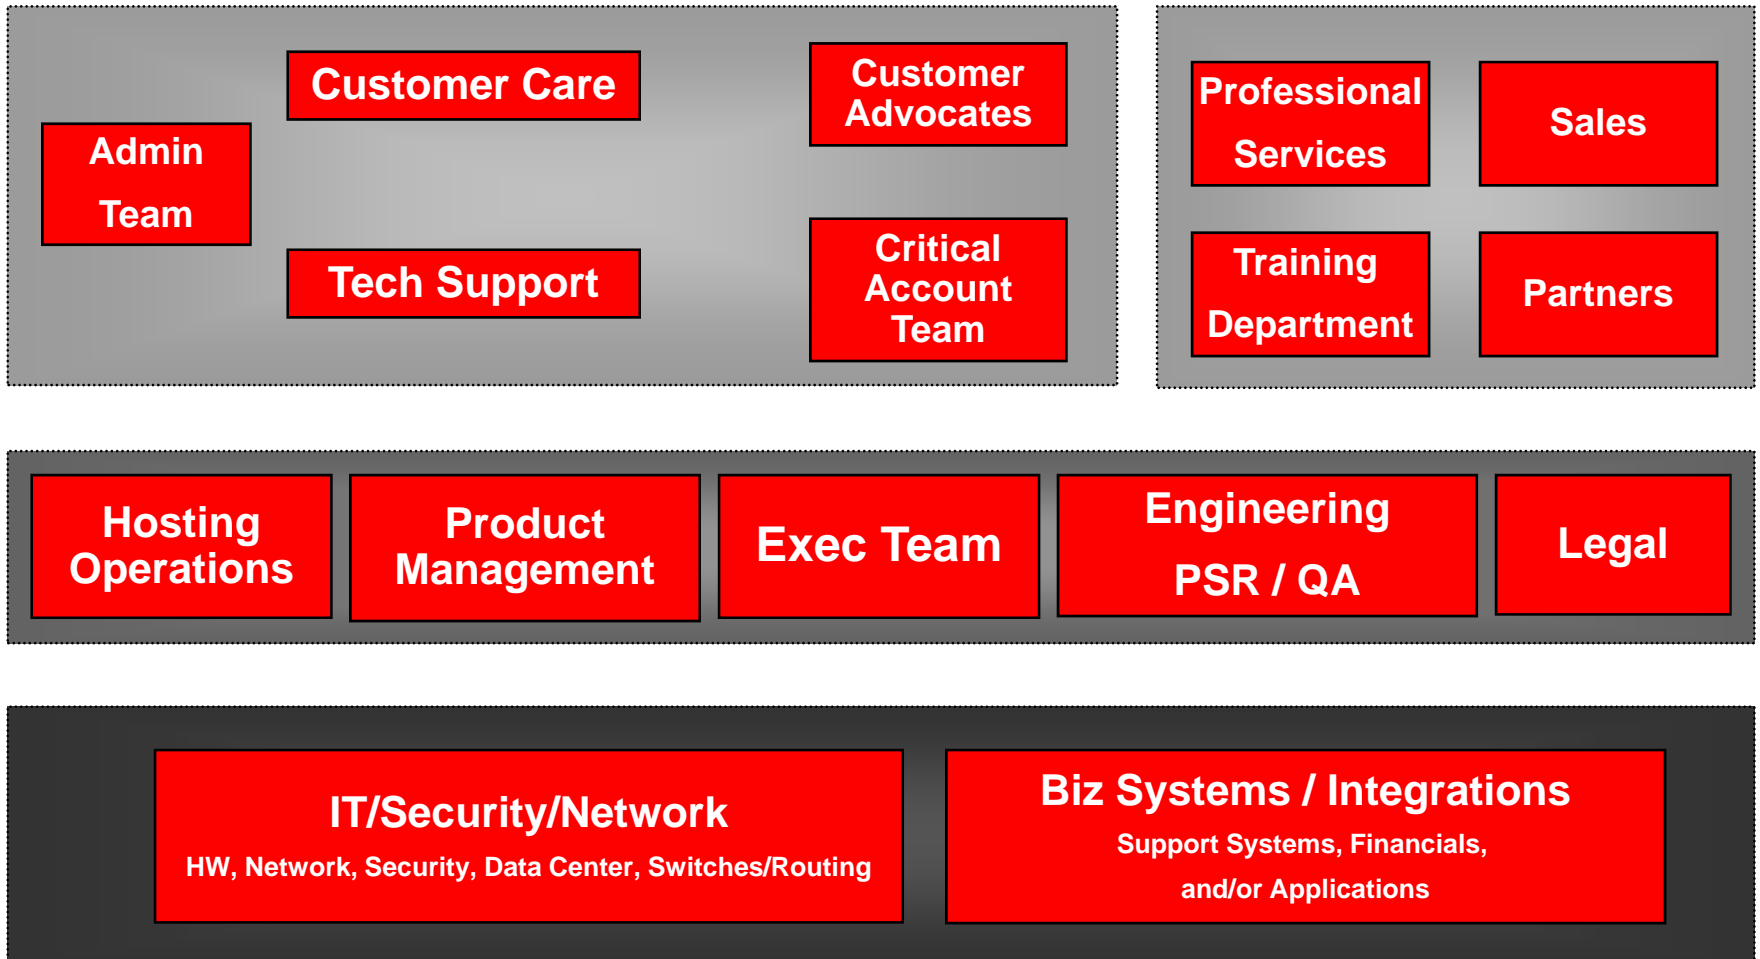 Admin
Team
Customer Care
Tech Support
Customer
Advocates
Critical
Account
Team
Professional
Services
Sales
Training
Department
Partners
Hosting
Operations
Product
Management
Exec Team
Engineering
PSR / QA
Legal
IT/Security/Network
HW, Network, Security, Data Center, Switches/Routing
Biz Systems / Integrations
Support Systems, Financials,
and/or Applications